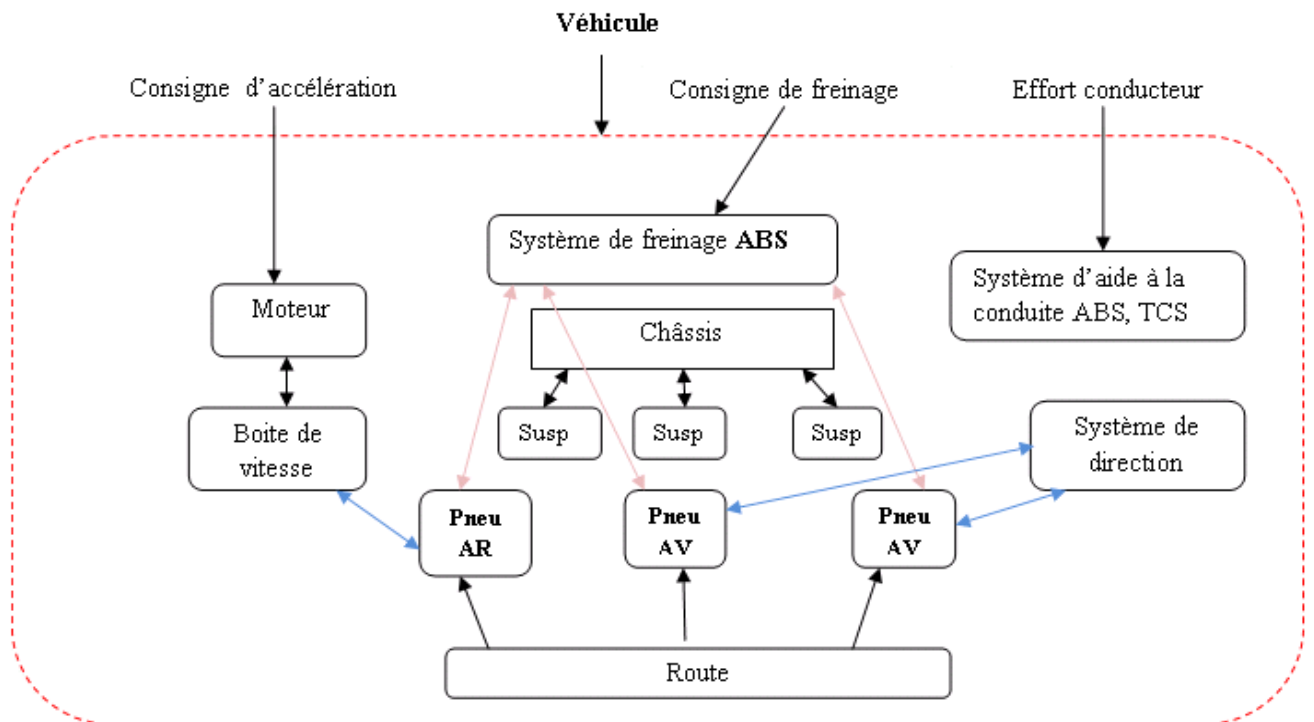 Véhicule
Consigne d'accélération
Consigne de freinage
Effort conducteur
Système de freinage ABS
Système d'aide à la
conduite ABS, TCS
Moteur
Châssis
Boite de
vitesse
Susp
Susp
Susp
Système de
direction
Pneu
AR
Pneu
AV
Pneu
AV
Route